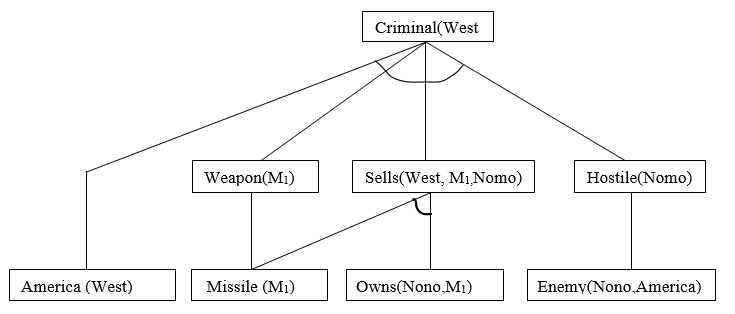 Criminal(West
Weapon(M₁)
Sells(West, M₁,Nomo)
Hostile(Nomo)
America (West)
Missile (M₁)
Owns(Nono,M₁)
Enemy(Nono,America)